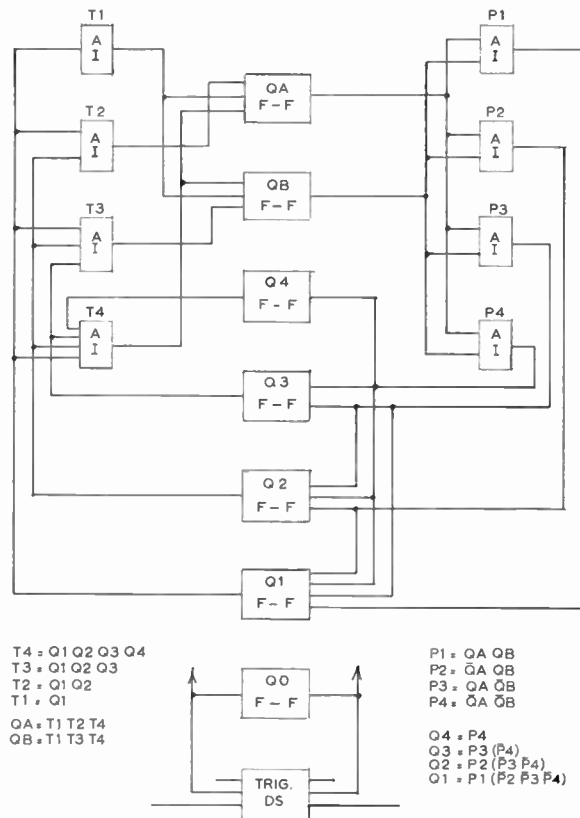 T1
A
I
T2
A
I
T3
A
I
T4
A
I
QA
F-F
QB
F-F
Q4
F-F
Q3
F-F
Q2
F-F
Q1
F-F
P1
A
I
P2
A
I
P3
A
I
P4
A
I
T4 = Q1 Q2 Q3 Q4
T3 = Q1 Q2 Q3
T2 = Q1 Q2
T1 = Q1
QA = T1 T2 T4
QB = T1 T3 T4
Q0
F-F
TRIG.
DS
P1 = QA QB
P2 = Q̄A QB
P3 = QA Q̄B
P4 = Q̄A Q̄B
Q4 = P4
Q3 = P3 (P̄4)
Q2 = P2 (P̄3 P̄4)
Q1 = P1 (P̄2 P̄3 P̄4)